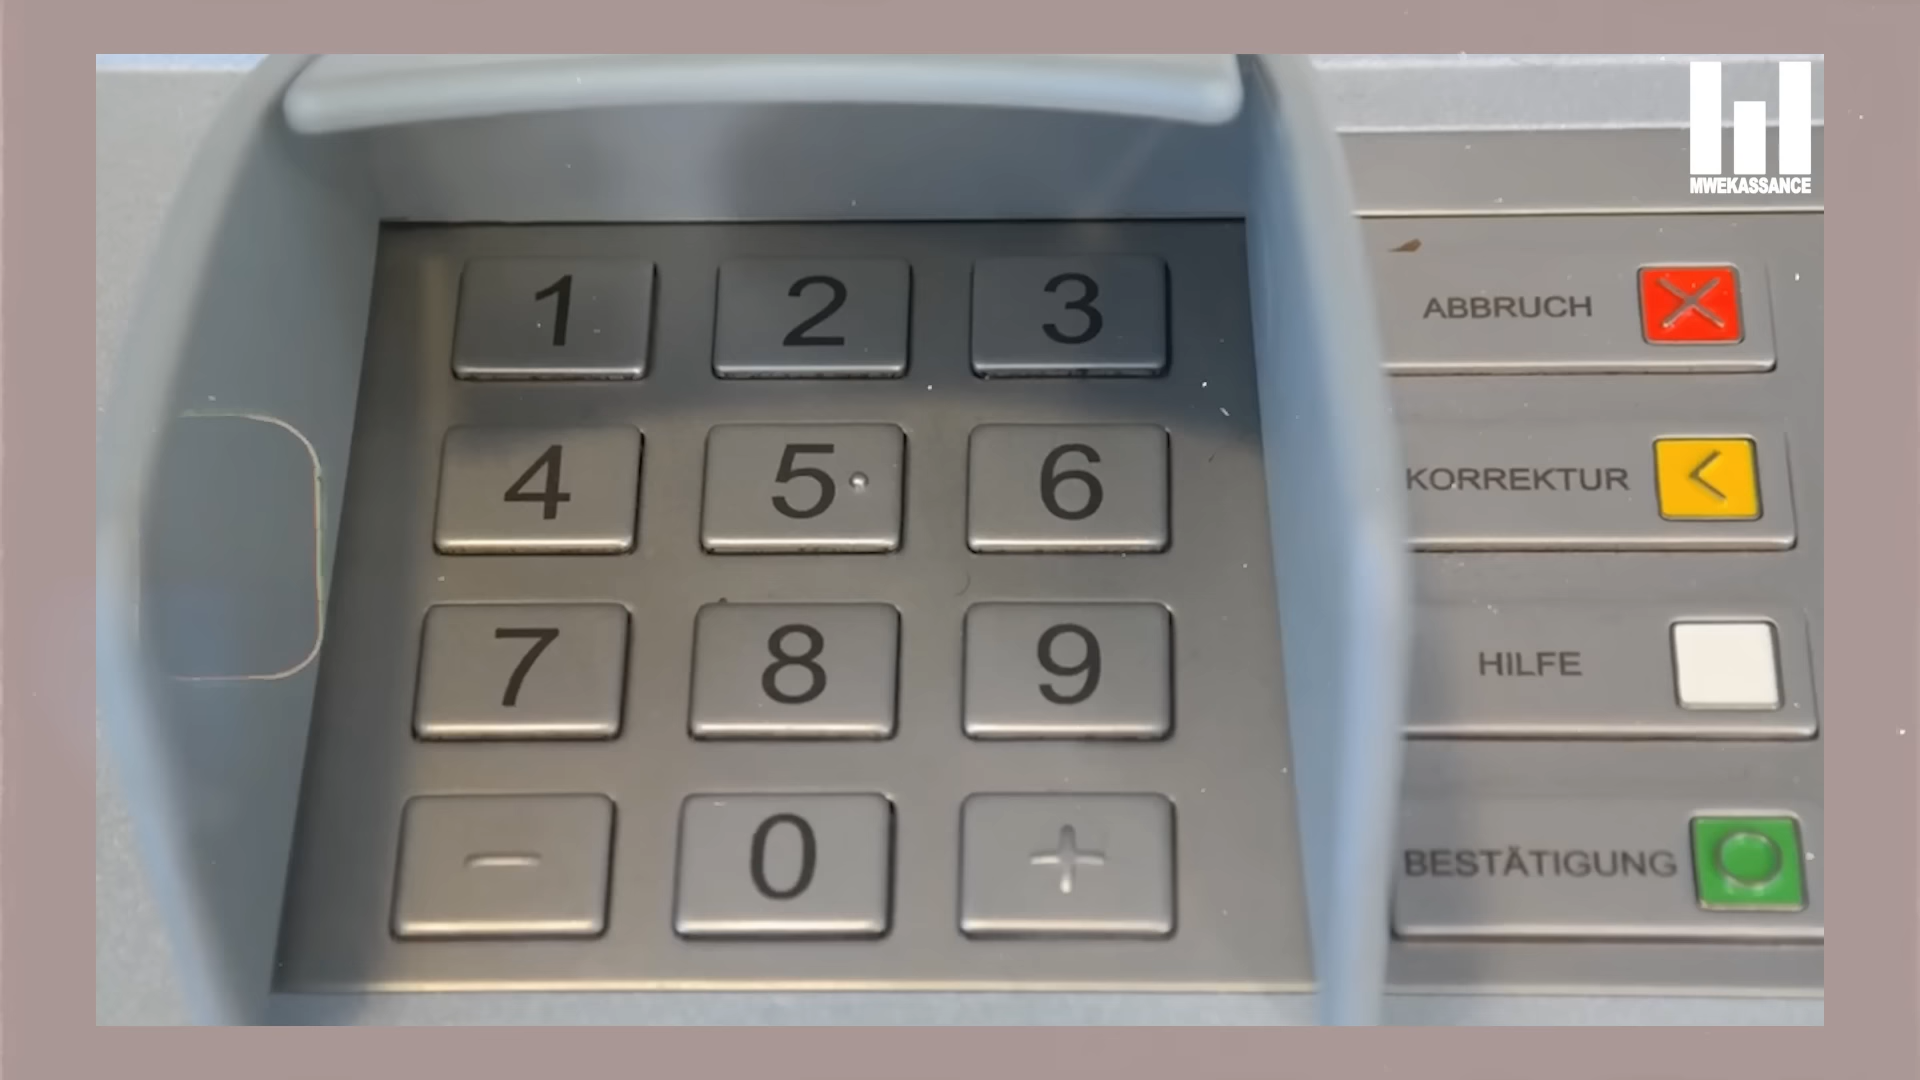 MWEKASSANCE
1 2 3 ABBRUCH
4 5 6 KORREKTUR
7 8 9 HILFE
- 0 + BESTÄTIGUNG